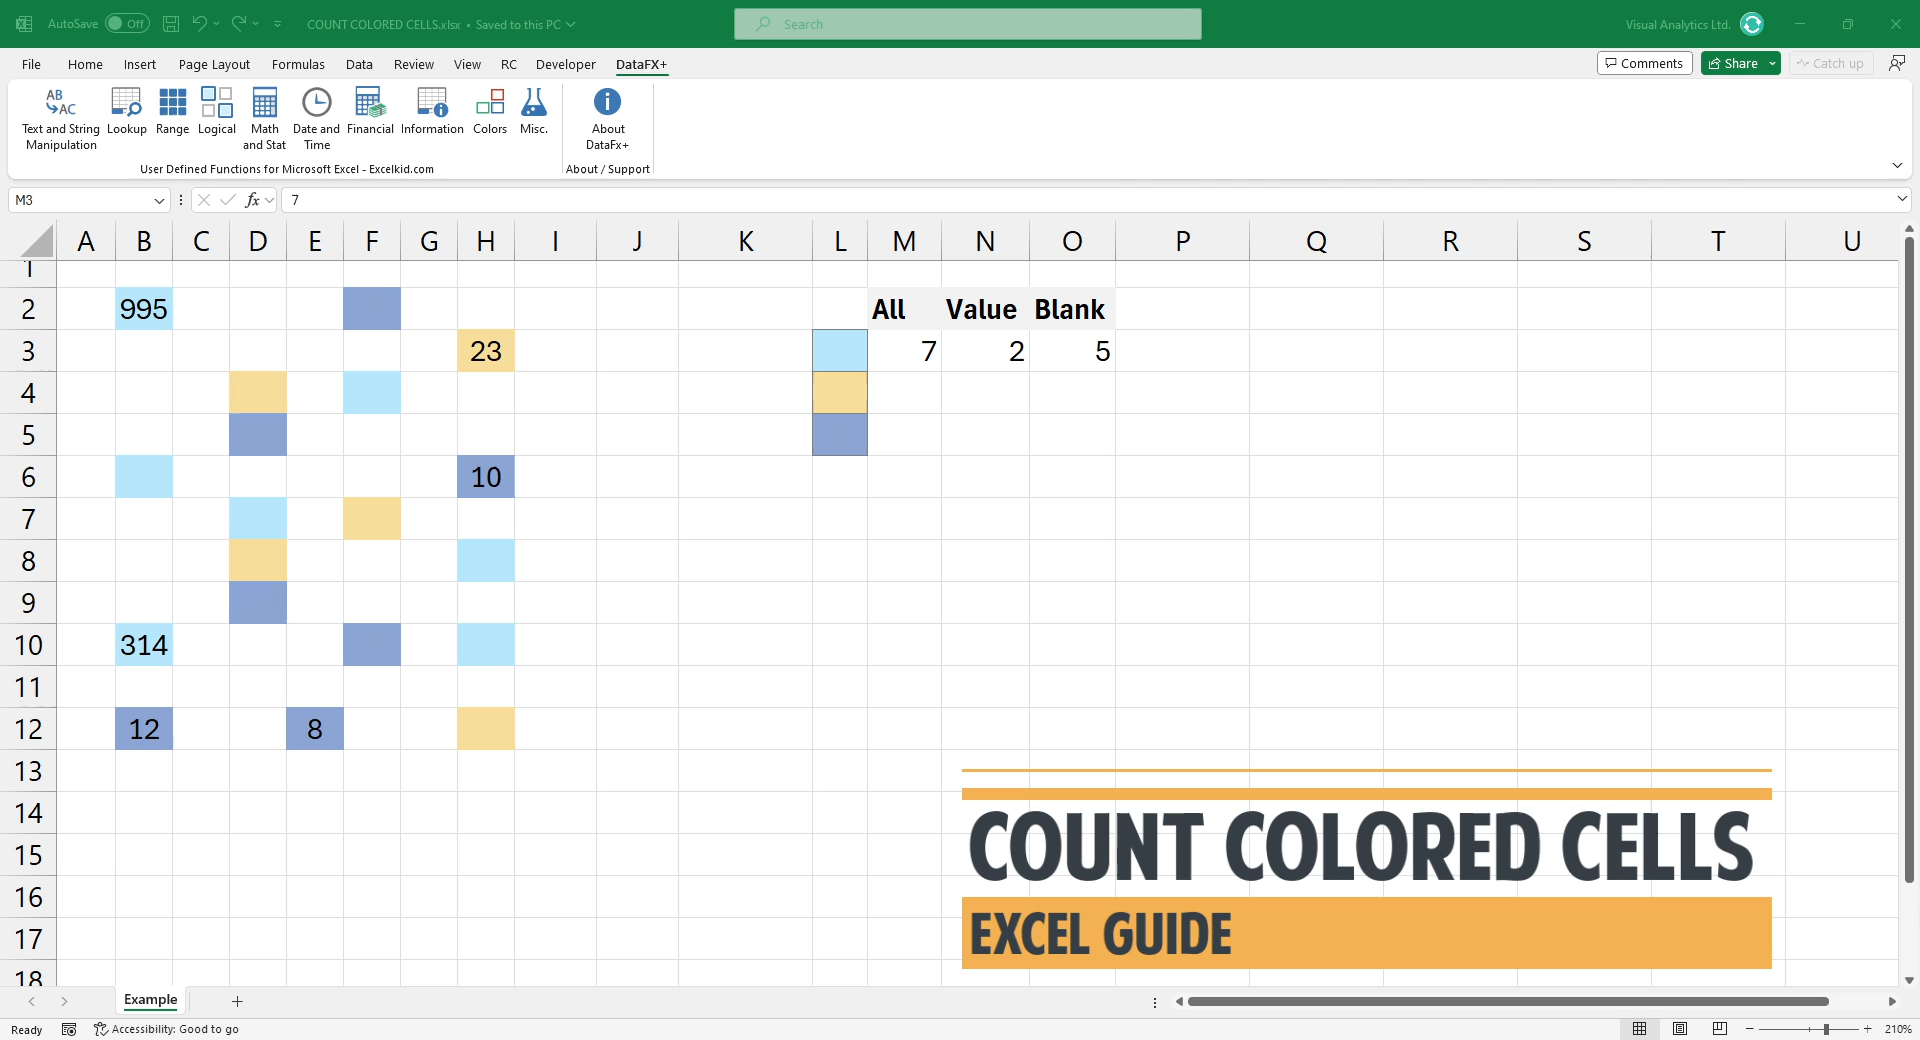 AutoSave Off COUNT COLORED CELLS.xlsx • Saved to this PC Search Visual Analytics Ltd.
File Home Insert Page Layout Formulas Data Review View RC Developer DataFX+ Comments Share Catch up
AB
AC
Text and String Manipulation
Lookup
Range
Logical
Math and Stat
Date and Time
Financial
Information
Colors
Misc.
About DataFx+
User Defined Functions for Microsoft Excel - Excelkid.com
About / Support
M3 fx 7
A B C D E F G H I J K L M N O P Q R S T U
1
2 995 All Value Blank
3 23 7 2 5
4
5
6 10
7
8
9
10 314
11
12 12 8
13
14
COUNT COLORED CELLS
15
16
EXCEL GUIDE
17
18
Example
Ready Accessibility: Good to go 210%